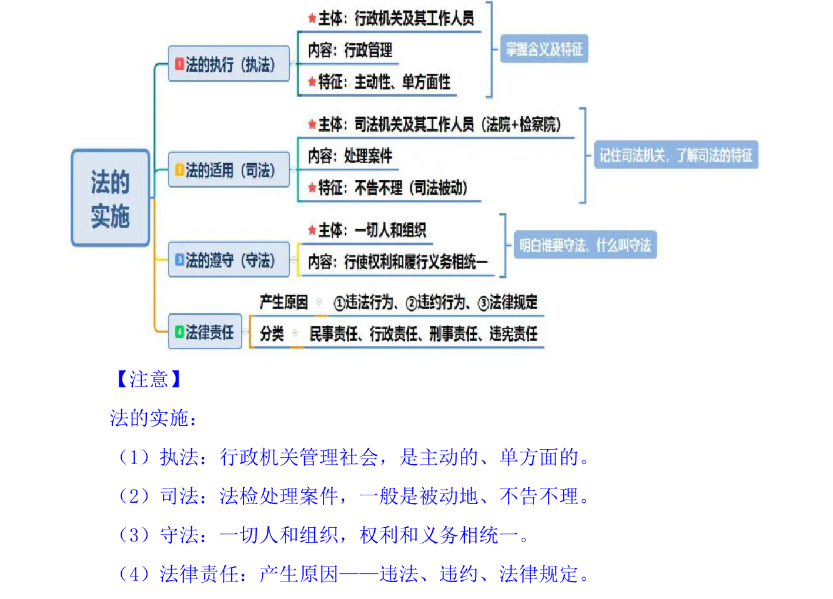 法的实施
1 法的执行（执法）
★主体：行政机关及其工作人员
内容：行政管理
★特征：主动性、单方面性
掌握含义及特征
2 法的适用（司法）
★主体：司法机关及其工作人员（法院+检察院）
内容：处理案件
★特征：不告不理（司法被动）
记住司法机关，了解司法的特征
3 法的遵守（守法）
★主体：一切人和组织
内容：行使权利和履行义务相统一
明白谁要守法、什么叫守法
4 法律责任
产生原因 ①违法行为、②违约行为、③法律规定
分类 民事责任、行政责任、刑事责任、违宪责任
【注意】
法的实施：
（1）执法：行政机关管理社会，是主动的、单方面的。
（2）司法：法检处理案件，一般是被动地、不告不理。
（3）守法：一切人和组织，权利和义务相统一。
（4）法律责任：产生原因——违法、违约、法律规定。